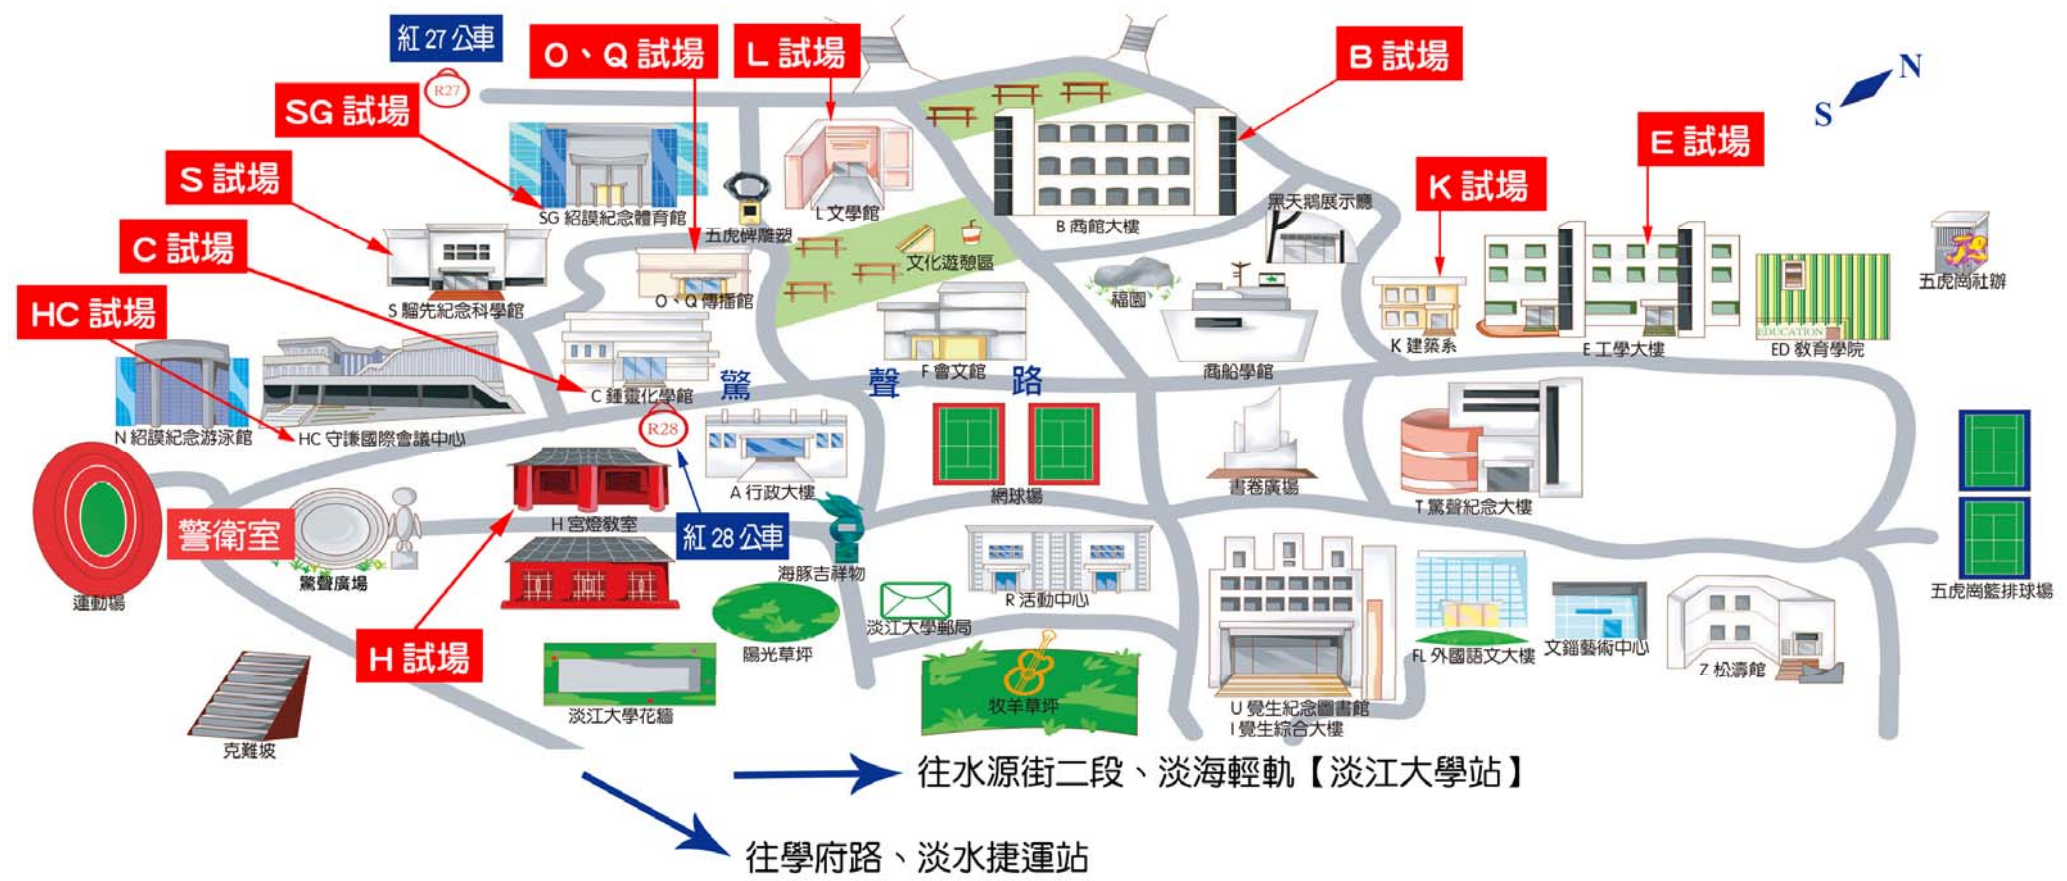 紅 27 公車
R27
O、Q 試場
L 試場
B 試場
N
S
SG 試場
E 試場
S 試場
K 試場
C 試場
HC 試場
SG 紹謨紀念體育館
L 文學館
五虎碑雕塑
B 商館大樓
黑天鵝展示廳
文化遊憩區
五虎崗社辦
S 騮先紀念科學館
O、Q 傳播館
福園
EDUCATION
K 建築系
E 工學大樓
ED 教育學院
F 會文館
商船學館
驚 聲 路
C 鍾靈化學館
R28
N 紹謨紀念游泳館
HC 守謙國際會議中心
A 行政大樓
網球場
書卷廣場
T 驚聲紀念大樓
H 宮燈教室
警衛室
紅 28 公車
驚聲廣場
海豚吉祥物
運動場
R 活動中心
五虎崗籃排球場
淡江大學郵局
H 試場
陽光草坪
FL 外國語文大樓
文錙藝術中心
Z 松濤館
淡江大學花牆
牧羊草坪
U 覺生紀念圖書館
I 覺生綜合大樓
克難坡
往水源街二段、淡海輕軌【淡江大學站】
往學府路、淡水捷運站